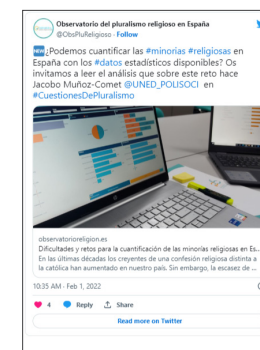 Observatorio del pluralismo religioso en España
@ObsPluReligioso · Follow
NEW ¿Podemos cuantificar las #minorias #religiosas en
España con los #datos estadísticos disponibles? Os
invitamos a leer el análisis que sobre este reto hace
Jacobo Muñoz-Comet @UNED_POLISOCI en
#CuestionesDePluralismo
observatorioreligion.es
Dificultades y retos para la cuantificación de las minorías religiosas en Es...
En las últimas décadas los creyentes de una confesión religiosa distinta a
la católica han aumentado en nuestro país. Sin embargo, la escasez de ...
10:35 AM · Feb 1, 2022
4 Reply Share
Read more on Twitter